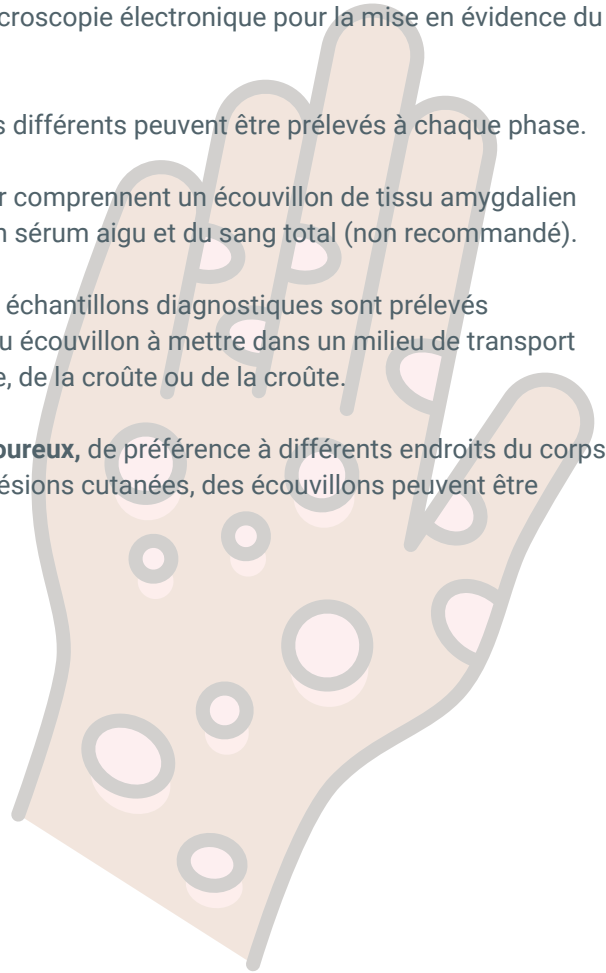 croscopie électronique pour la mise en évidence du
s différents peuvent être prélevés à chaque phase.
r comprennent un écouvillon de tissu amygdalien
n sérum aigu et du sang total (non recommandé).
échantillons diagnostiques sont prélevés
u écouvillon à mettre dans un milieu de transport
e, de la croûte ou de la croûte.
oureux, de préférence à différents endroits du corps
ésions cutanées, des écouvillons peuvent être